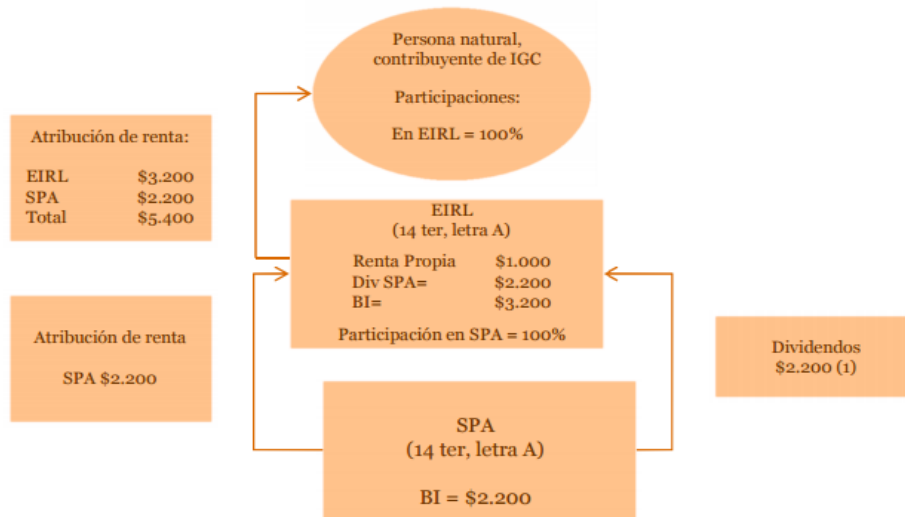 Persona natural,
contribuyente de IGC
Participaciones:
En EIRL = 100%
Atribución de renta:
EIRL $3.200
SPA $2.200
Total $5.400
EIRL
(14 ter, letra A)
Renta Propia $1.000
Div SPA= $2.200
BI= $3.200
Participación en SPA = 100%
Atribución de renta
SPA $2.200
Dividendos
$2.200 (1)
SPA
(14 ter, letra A)
BI = $2.200